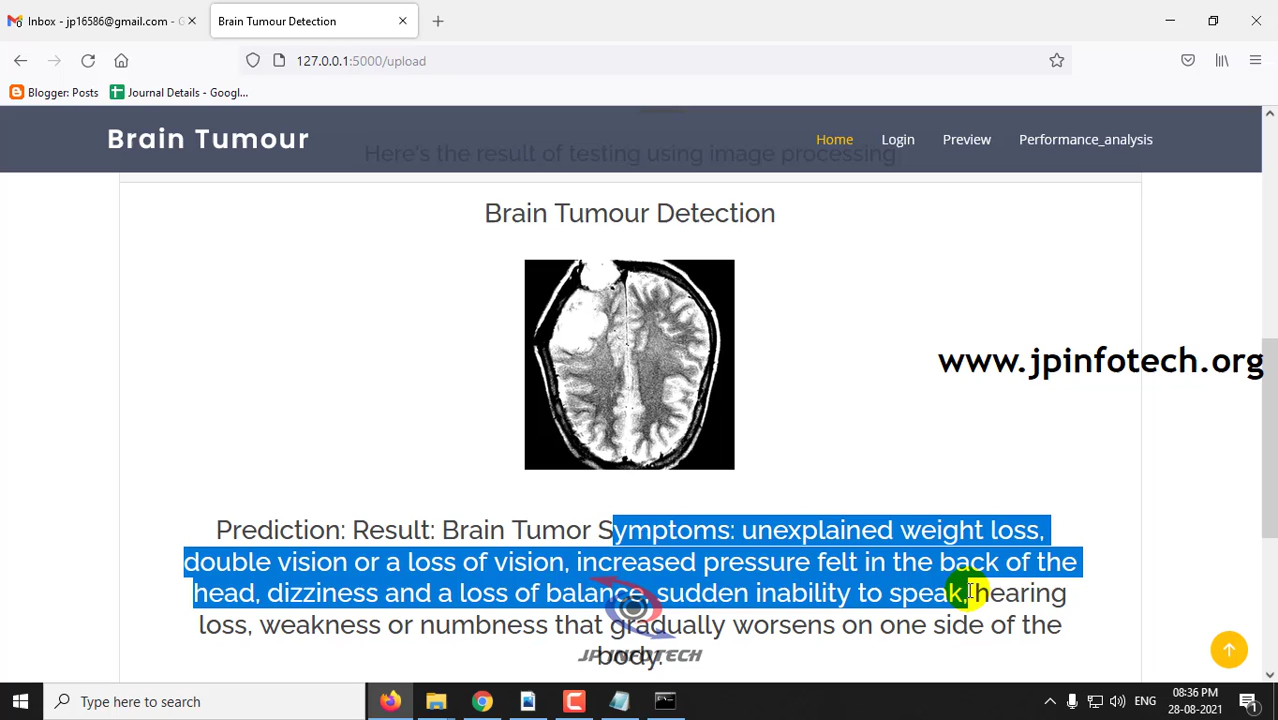 Inbox - jp16586@gmail.com - G
Brain Tumour Detection
127.0.0.1:5000/upload
Blogger: Posts
Journal Details - Googl...
Brain Tumour
Home
Login
Preview
Performance_analysis
Here's the result of testing using image processing
Brain Tumour Detection
www.jpinfotech.org
Prediction: Result: Brain Tumor Symptoms: unexplained weight loss,
double vision or a loss of vision, increased pressure felt in the back of the
head, dizziness and a loss of balance, sudden inability to speak, hearing
loss, weakness or numbness that gradually worsens on one side of the
body.
JP INFOTECH
Type here to search
ENG
08:36 PM
28-08-2021
1